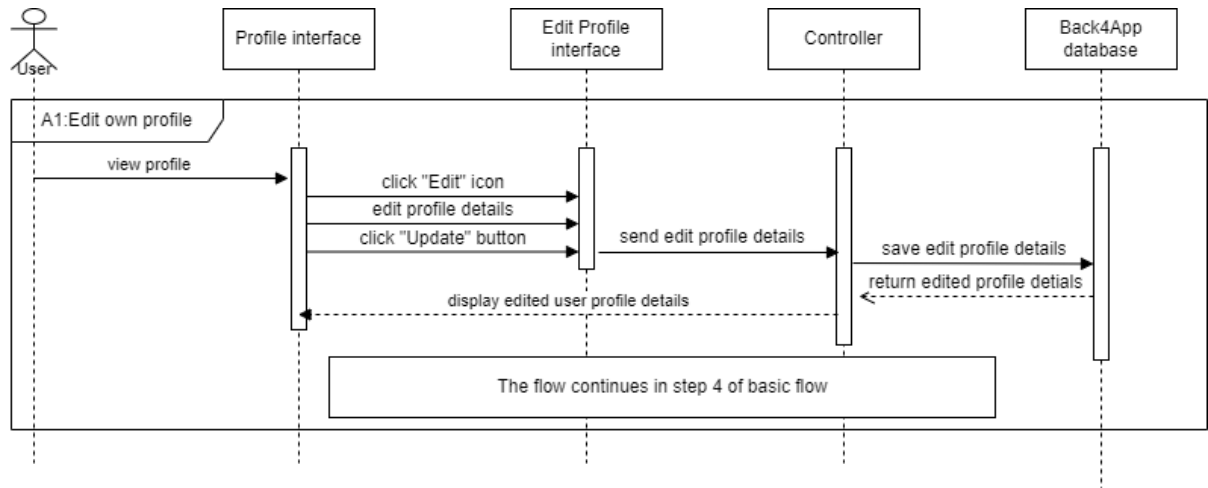 User
Profile interface
Edit Profile
interface
Controller
Back4App
database
A1:Edit own profile
view profile
click "Edit" icon
edit profile details
click "Update" button
send edit profile details
save edit profile details
return edited profile detials
display edited user profile details
The flow continues in step 4 of basic flow